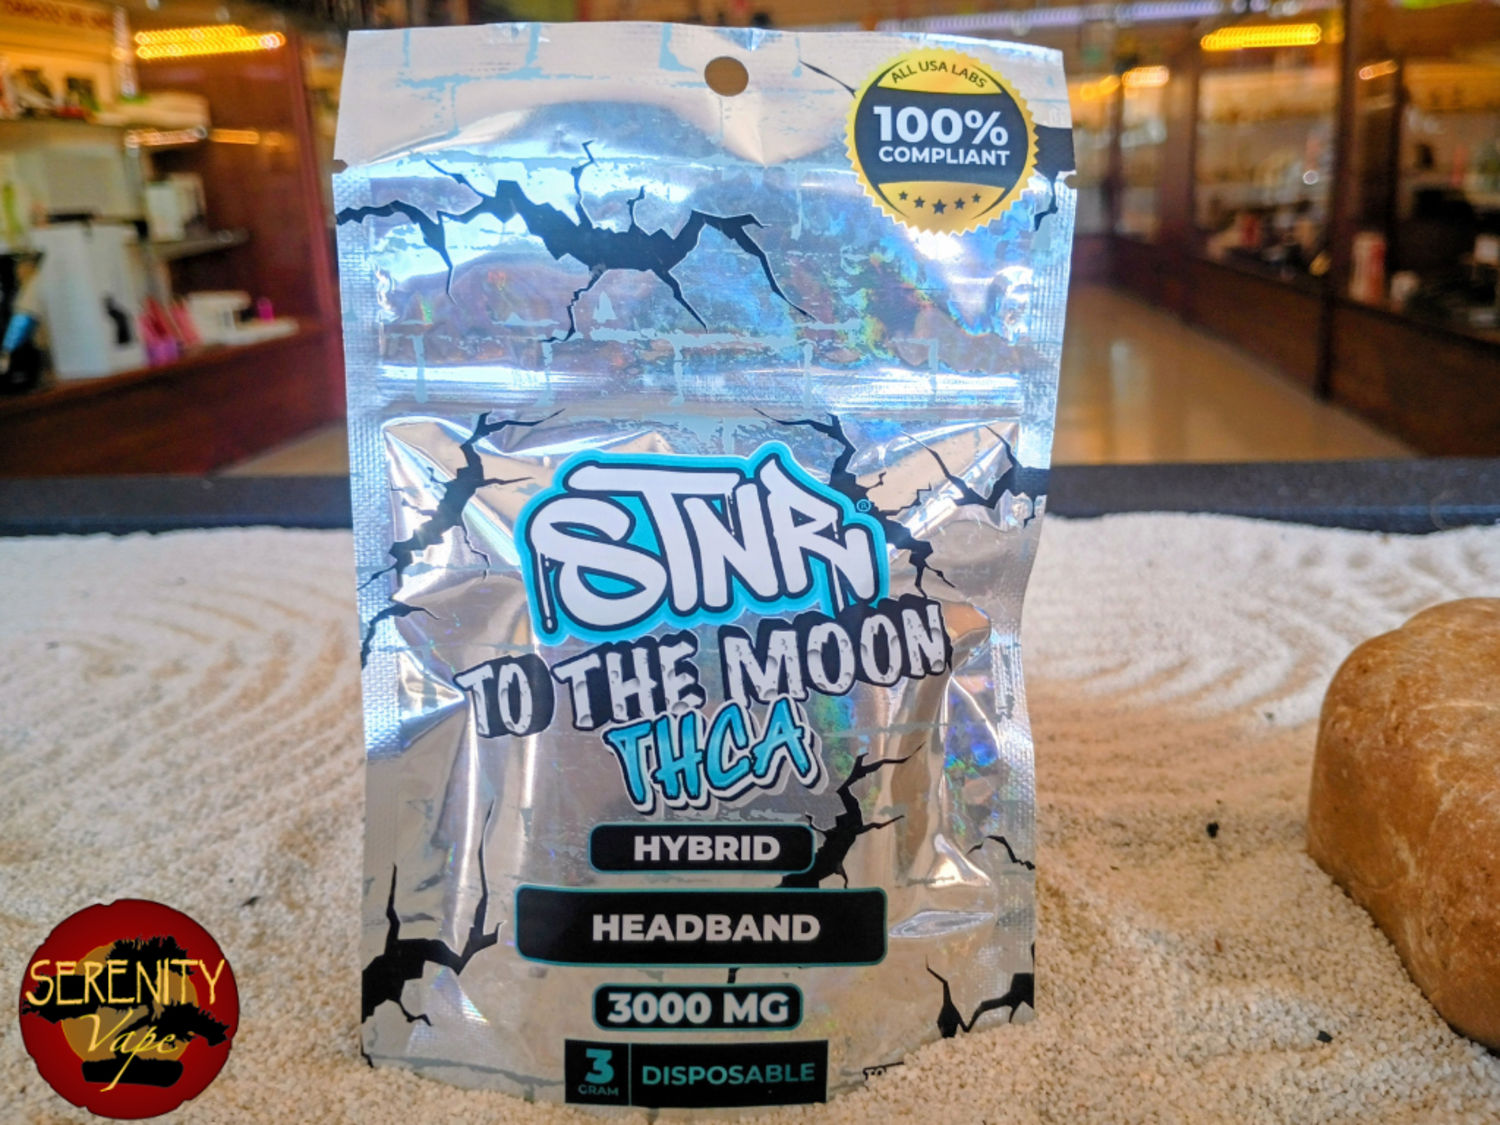 ALL USA LABS
100%
COMPLIANT
STNR®
TO THE MOON
THCA
HYBRID
HEADBAND
3000 MG
3
GRAM
DISPOSABLE
SERENITY
Vape